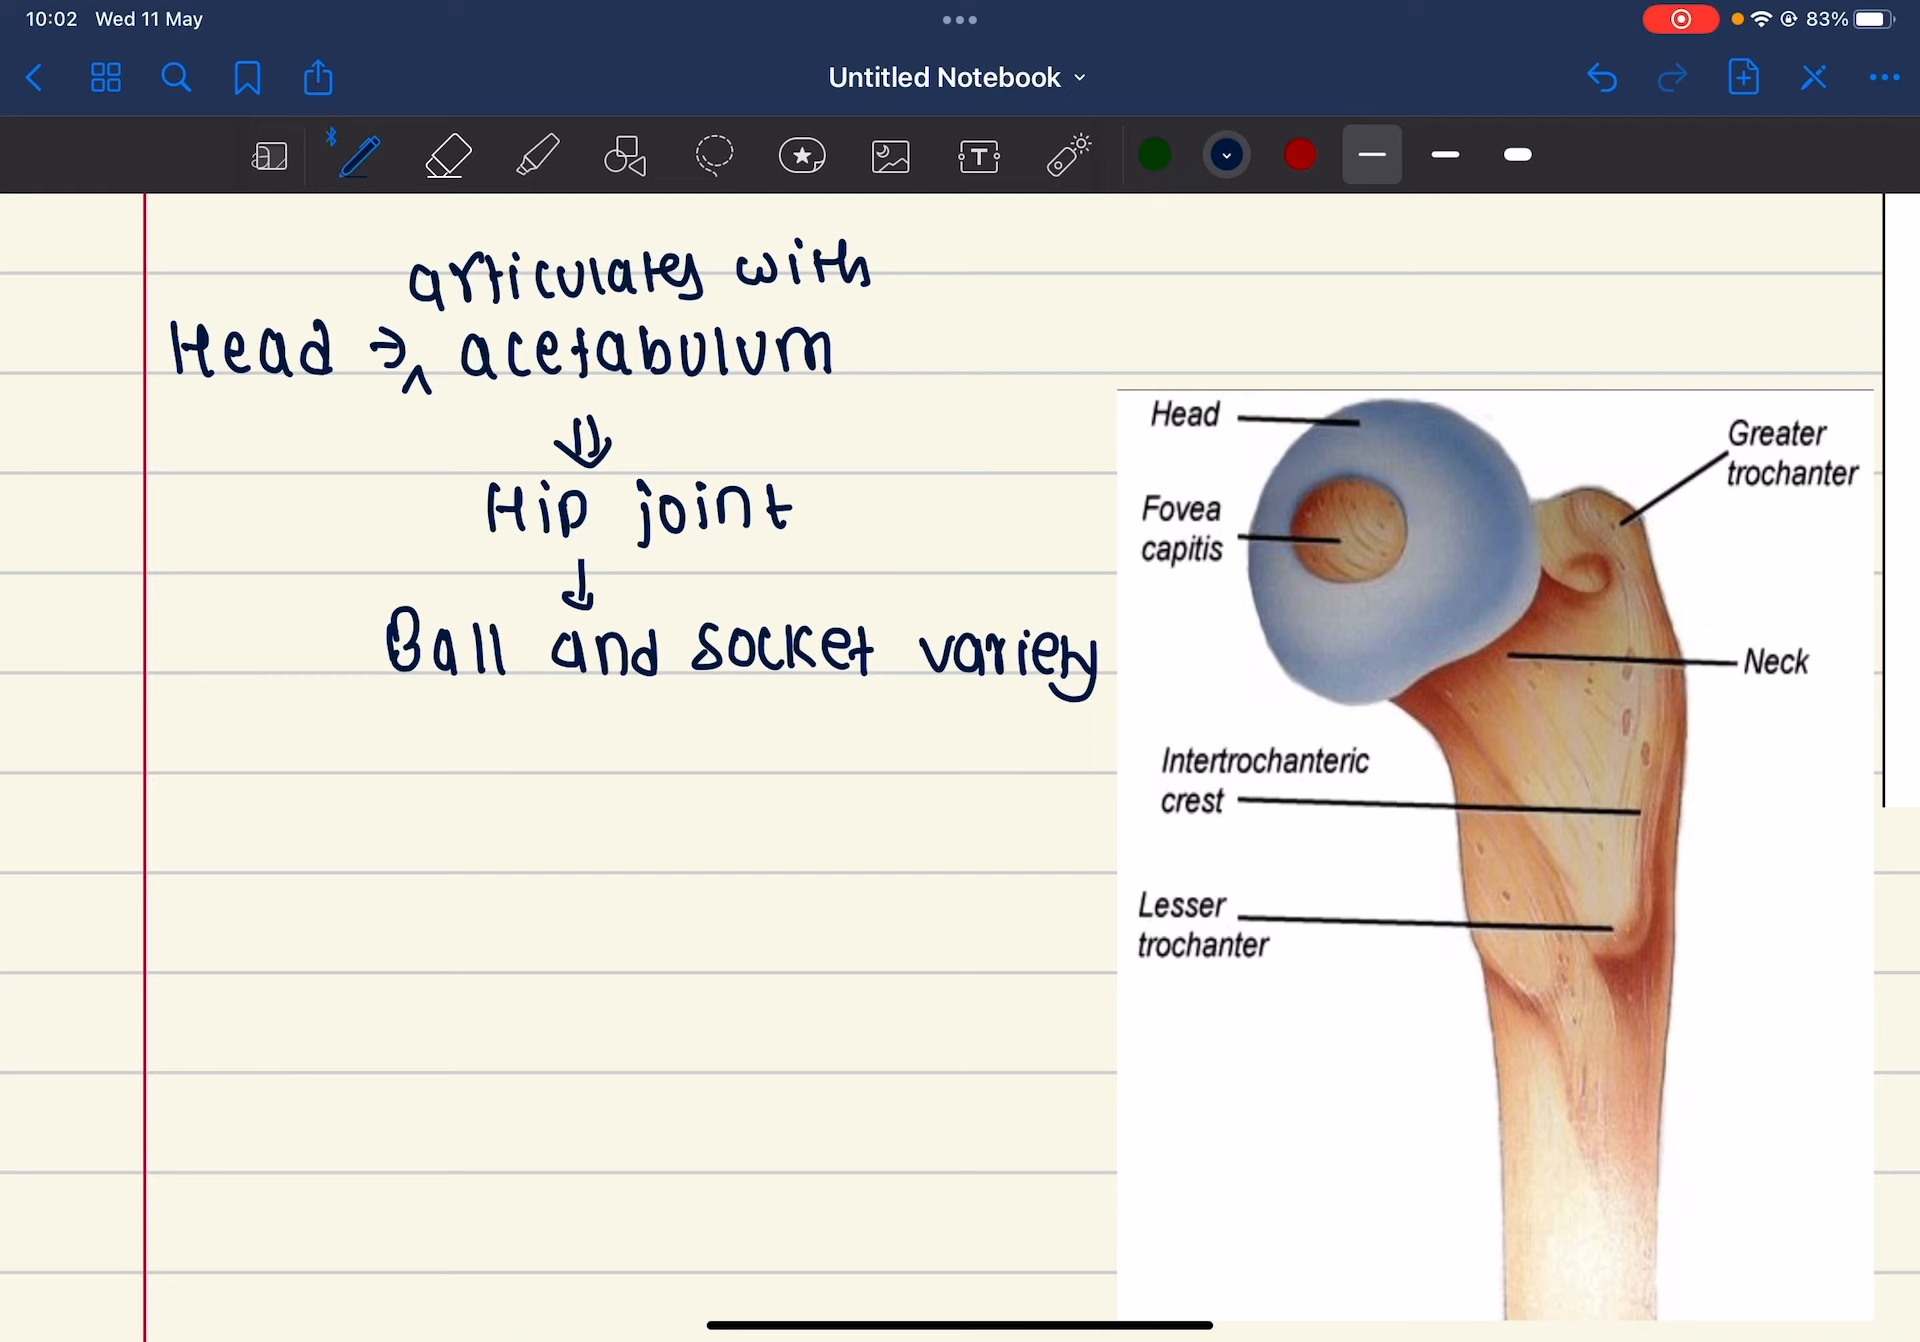 10:02 Wed 11 May
83%
Untitled Notebook
T
articulates with
Head → ^ acetabulum
⇓
Hip joint
↓
Ball and socket variety
Head
Greater
trochanter
Fovea
capitis
Neck
Intertrochanteric
crest
Lesser
trochanter